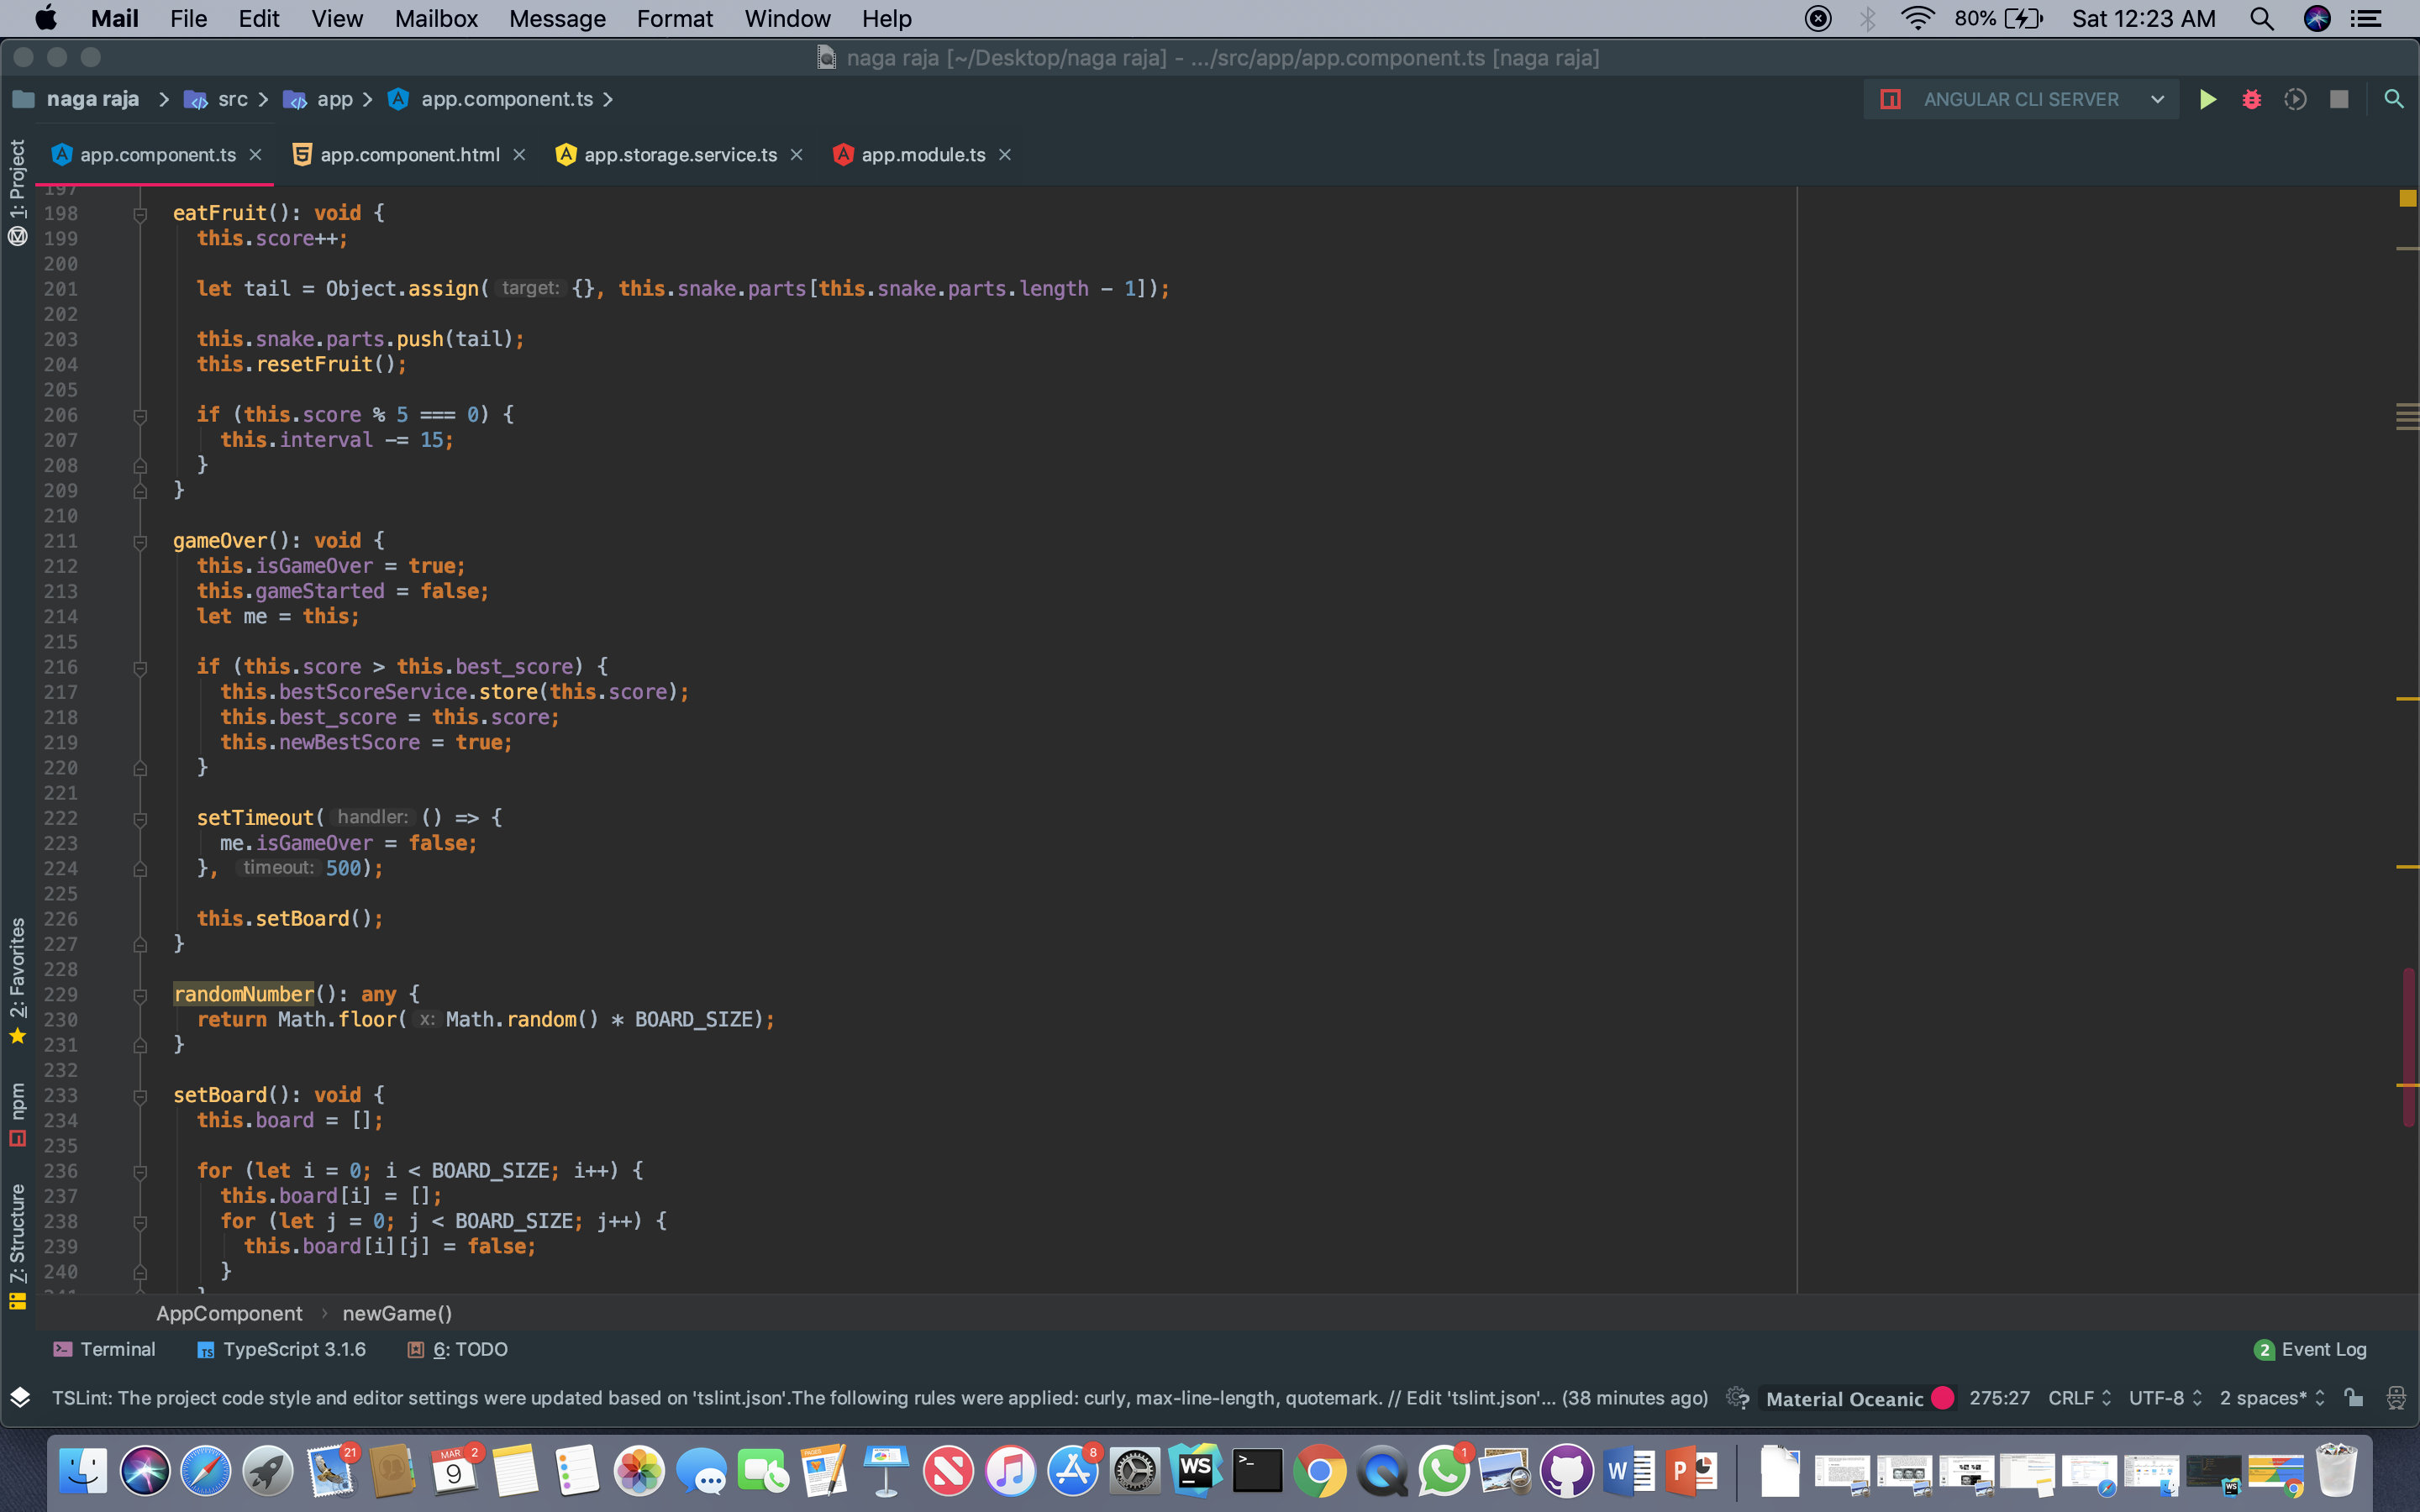 Mail File Edit View Mailbox Message Format Window Help 80% Sat 12:23 AM
naga raja [~/Desktop/naga raja] - .../src/app/app.component.ts [naga raja]
naga raja src app app.component.ts ANGULAR CLI SERVER
app.component.ts app.component.html app.storage.service.ts app.module.ts
1: Project
2: Favorites
npm
7: Structure
197
198 eatFruit(): void {
199 this.score++;
200
201 let tail = Object.assign( target: {}, this.snake.parts[this.snake.parts.length - 1]);
202
203 this.snake.parts.push(tail);
204 this.resetFruit();
205
206 if (this.score % 5 === 0) {
207 this.interval -= 15;
208 }
209 }
210
211 gameOver(): void {
212 this.isGameOver = true;
213 this.gameStarted = false;
214 let me = this;
215
216 if (this.score > this.best_score) {
217 this.bestScoreService.store(this.score);
218 this.best_score = this.score;
219 this.newBestScore = true;
220 }
221
222 setTimeout( handler: () => {
223 me.isGameOver = false;
224 }, timeout: 500);
225
226 this.setBoard();
227 }
228
229 randomNumber(): any {
230 return Math.floor( x: Math.random() * BOARD_SIZE);
231 }
232
233 setBoard(): void {
234 this.board = [];
235
236 for (let i = 0; i < BOARD_SIZE; i++) {
237 this.board[i] = [];
238 for (let j = 0; j < BOARD_SIZE; j++) {
239 this.board[i][j] = false;
240 }
241 }
AppComponent newGame()
Terminal TypeScript 3.1.6 6: TODO 2 Event Log
TSLint: The project code style and editor settings were updated based on 'tslint.json'.The following rules were applied: curly, max-line-length, quotemark. // Edit 'tslint.json'... (38 minutes ago) Material Oceanic 275:27 CRLF UTF-8 2 spaces*
21 MAR 9 2 PAGES 8 WS 1 W P